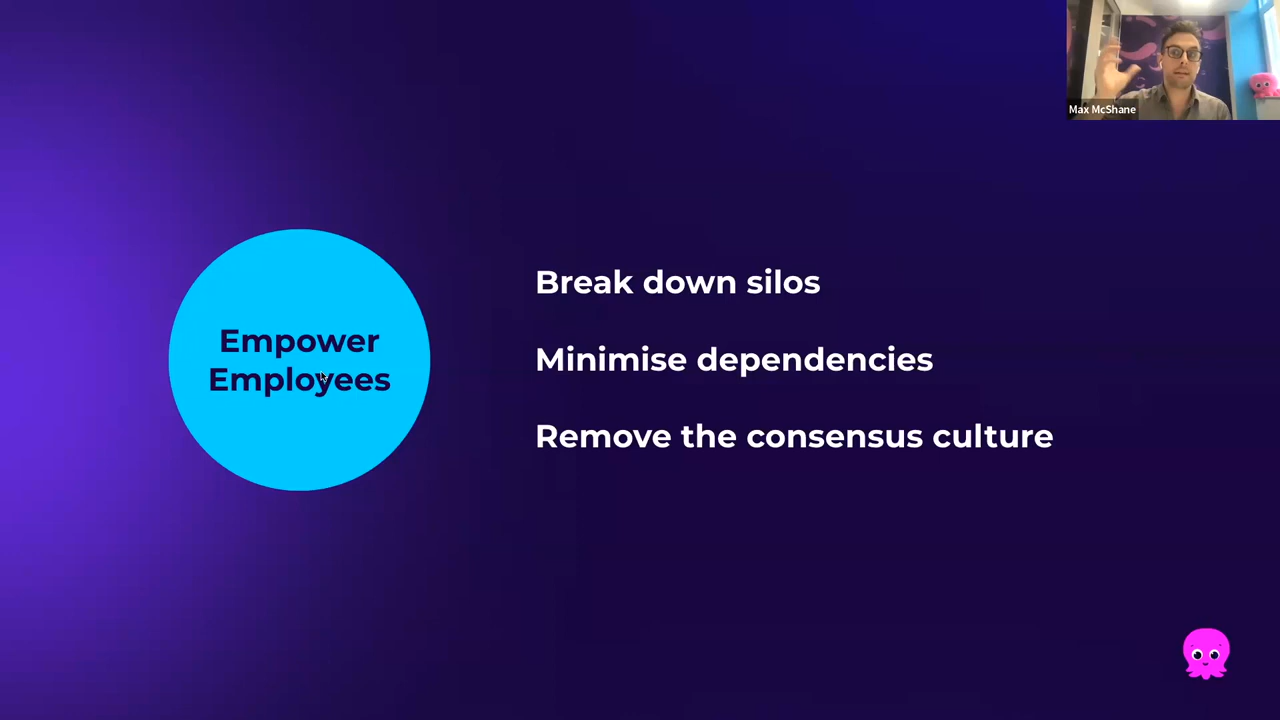 Max McShane
Empower
Employees
Break down silos
Minimise dependencies
Remove the consensus culture